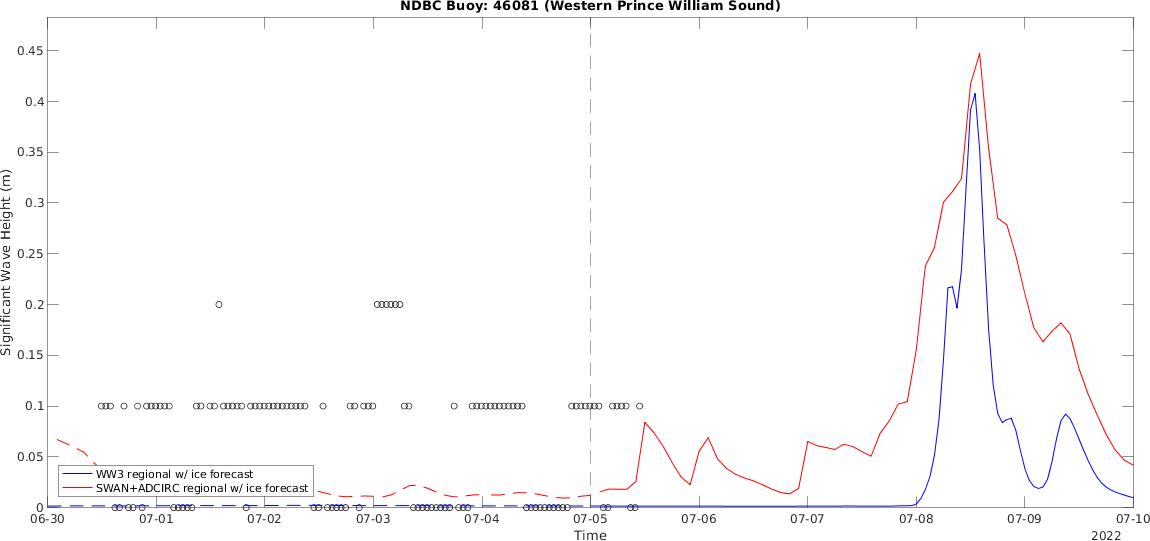 NDBC Buoy: 46081 (Western Prince William Sound)
Significant Wave Height (m)
0.45
0.4
0.35
0.3
0.25
0.2
0.15
0.1
0.05
0
WW3 regional w/ ice forecast
SWAN+ADCIRC regional w/ ice forecast
06-30 07-01 07-02 07-03 07-04 07-05 07-06 07-07 07-08 07-09 07-10
Time
2022